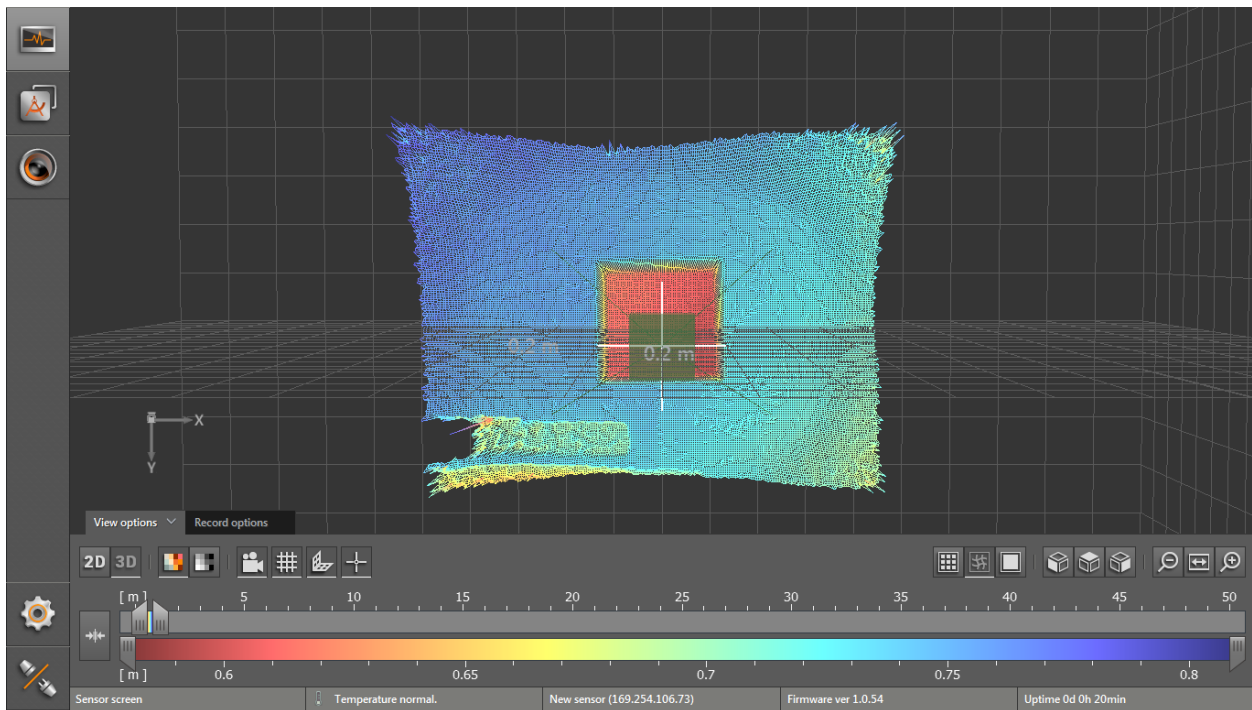 0.2 m
0.2 m
X
Y
View options
Record options
2D 3D
[ m ] 5 10 15 20 25 30 35 40 45 50
[ m ] 0.6 0.65 0.7 0.75 0.8
Sensor screen
Temperature normal.
New sensor (169.254.106.73)
Firmware ver 1.0.54
Uptime 0d 0h 20min